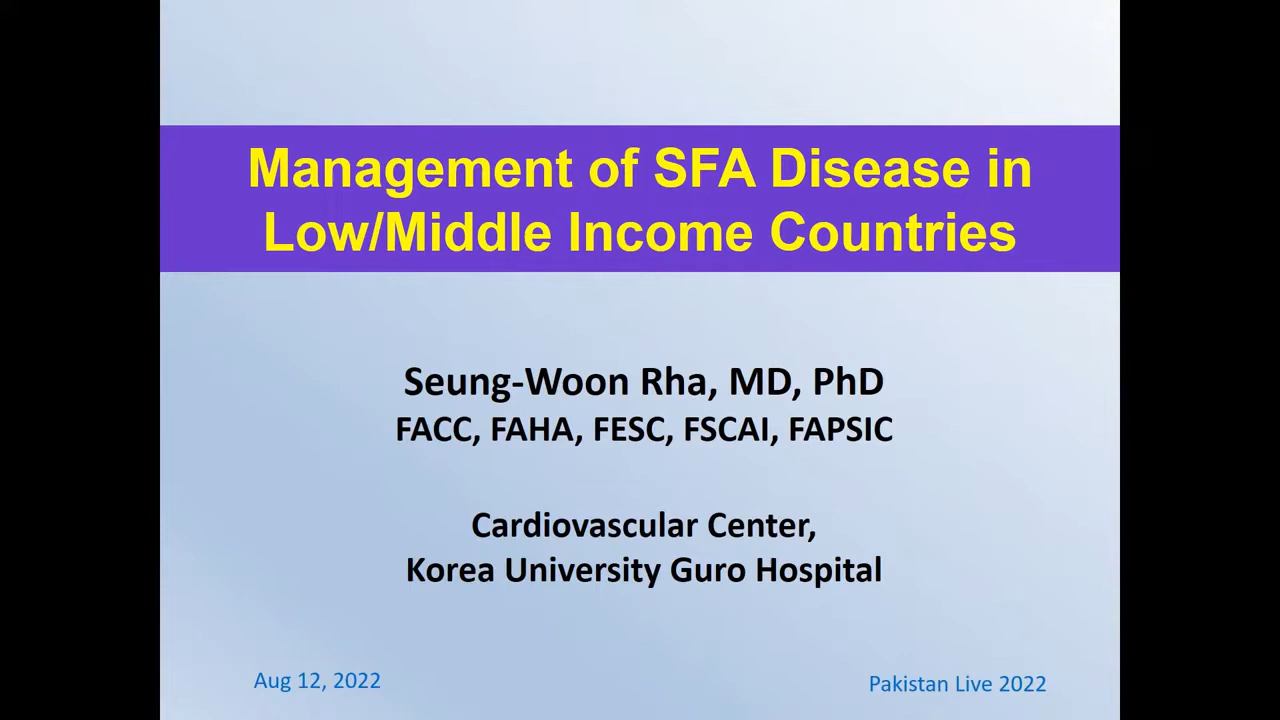 Management of SFA Disease in
Low/Middle Income Countries
Seung-Woon Rha, MD, PhD
FACC, FAHA, FESC, FSCAI, FAPSIC
Cardiovascular Center,
Korea University Guro Hospital
Aug 12, 2022
Pakistan Live 2022